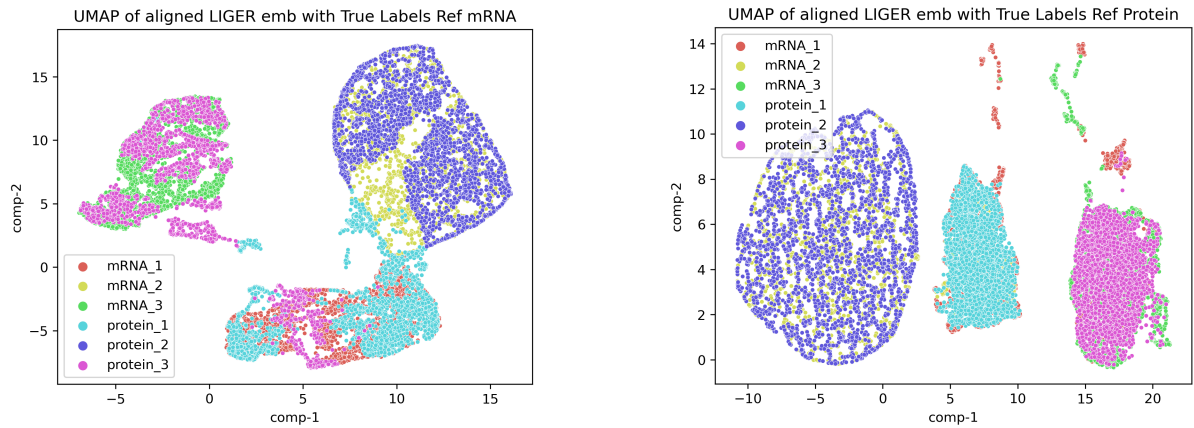 UMAP of aligned LIGER emb with True Labels Ref mRNA
15
10
5
0
−5
comp-2
mRNA_1
mRNA_2
mRNA_3
protein_1
protein_2
protein_3
−5 0 5 10 15
comp-1
UMAP of aligned LIGER emb with True Labels Ref Protein
14
12
10
8
6
4
2
0
comp-2
mRNA_1
mRNA_2
mRNA_3
protein_1
protein_2
protein_3
−10 −5 0 5 10 15 20
comp-1